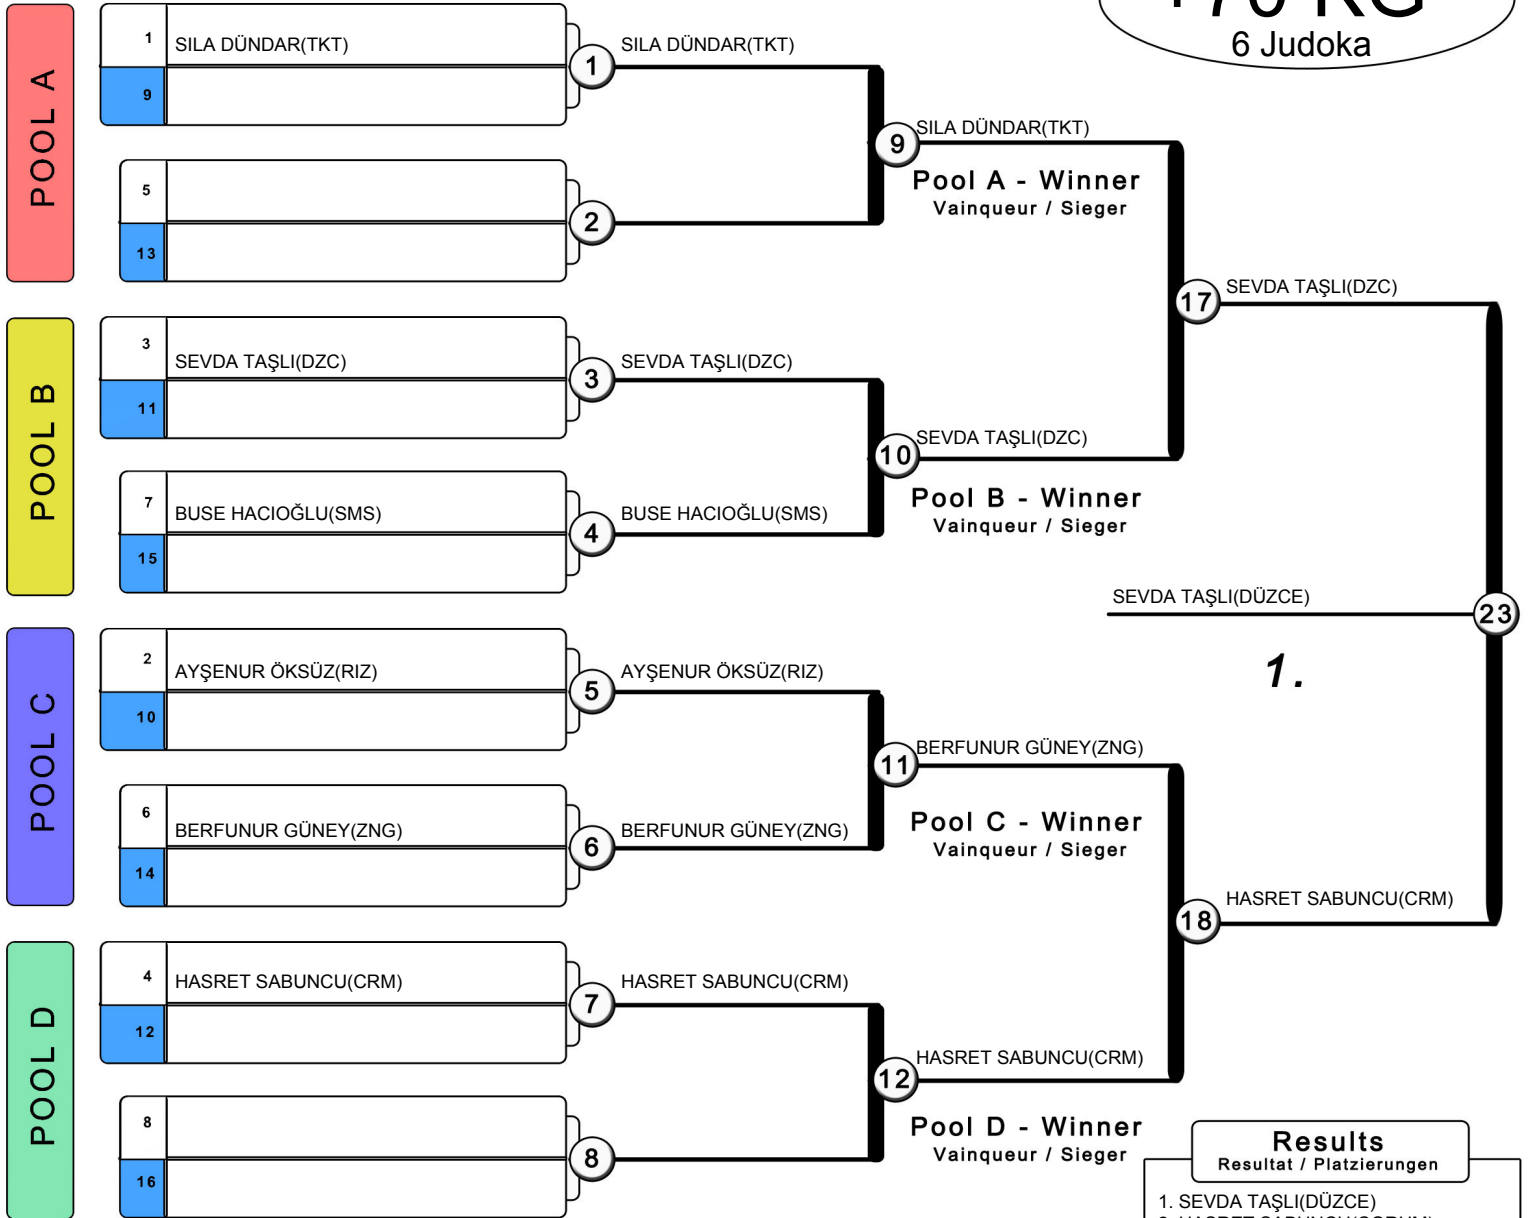 +70 KG
6 Judoka
POOL A
1
SILA DÜNDAR(TKT)
9
5
13
1
SILA DÜNDAR(TKT)
2
9
SILA DÜNDAR(TKT)
Pool A - Winner
Vainqueur / Sieger
POOL B
3
SEVDA TAŞLI(DZC)
11
7
BUSE HACIOĞLU(SMS)
15
3
SEVDA TAŞLI(DZC)
4
BUSE HACIOĞLU(SMS)
10
SEVDA TAŞLI(DZC)
Pool B - Winner
Vainqueur / Sieger
17
SEVDA TAŞLI(DZC)
SEVDA TAŞLI(DÜZCE)
23
1.
POOL C
2
AYŞENUR ÖKSÜZ(RIZ)
10
6
BERFUNUR GÜNEY(ZNG)
14
5
AYŞENUR ÖKSÜZ(RIZ)
6
BERFUNUR GÜNEY(ZNG)
11
BERFUNUR GÜNEY(ZNG)
Pool C - Winner
Vainqueur / Sieger
18
HASRET SABUNCU(CRM)
POOL D
4
HASRET SABUNCU(CRM)
12
8
16
7
HASRET SABUNCU(CRM)
8
12
HASRET SABUNCU(CRM)
Pool D - Winner
Vainqueur / Sieger
Results
Resultat / Platzierungen
1. SEVDA TAŞLI(DÜZCE)